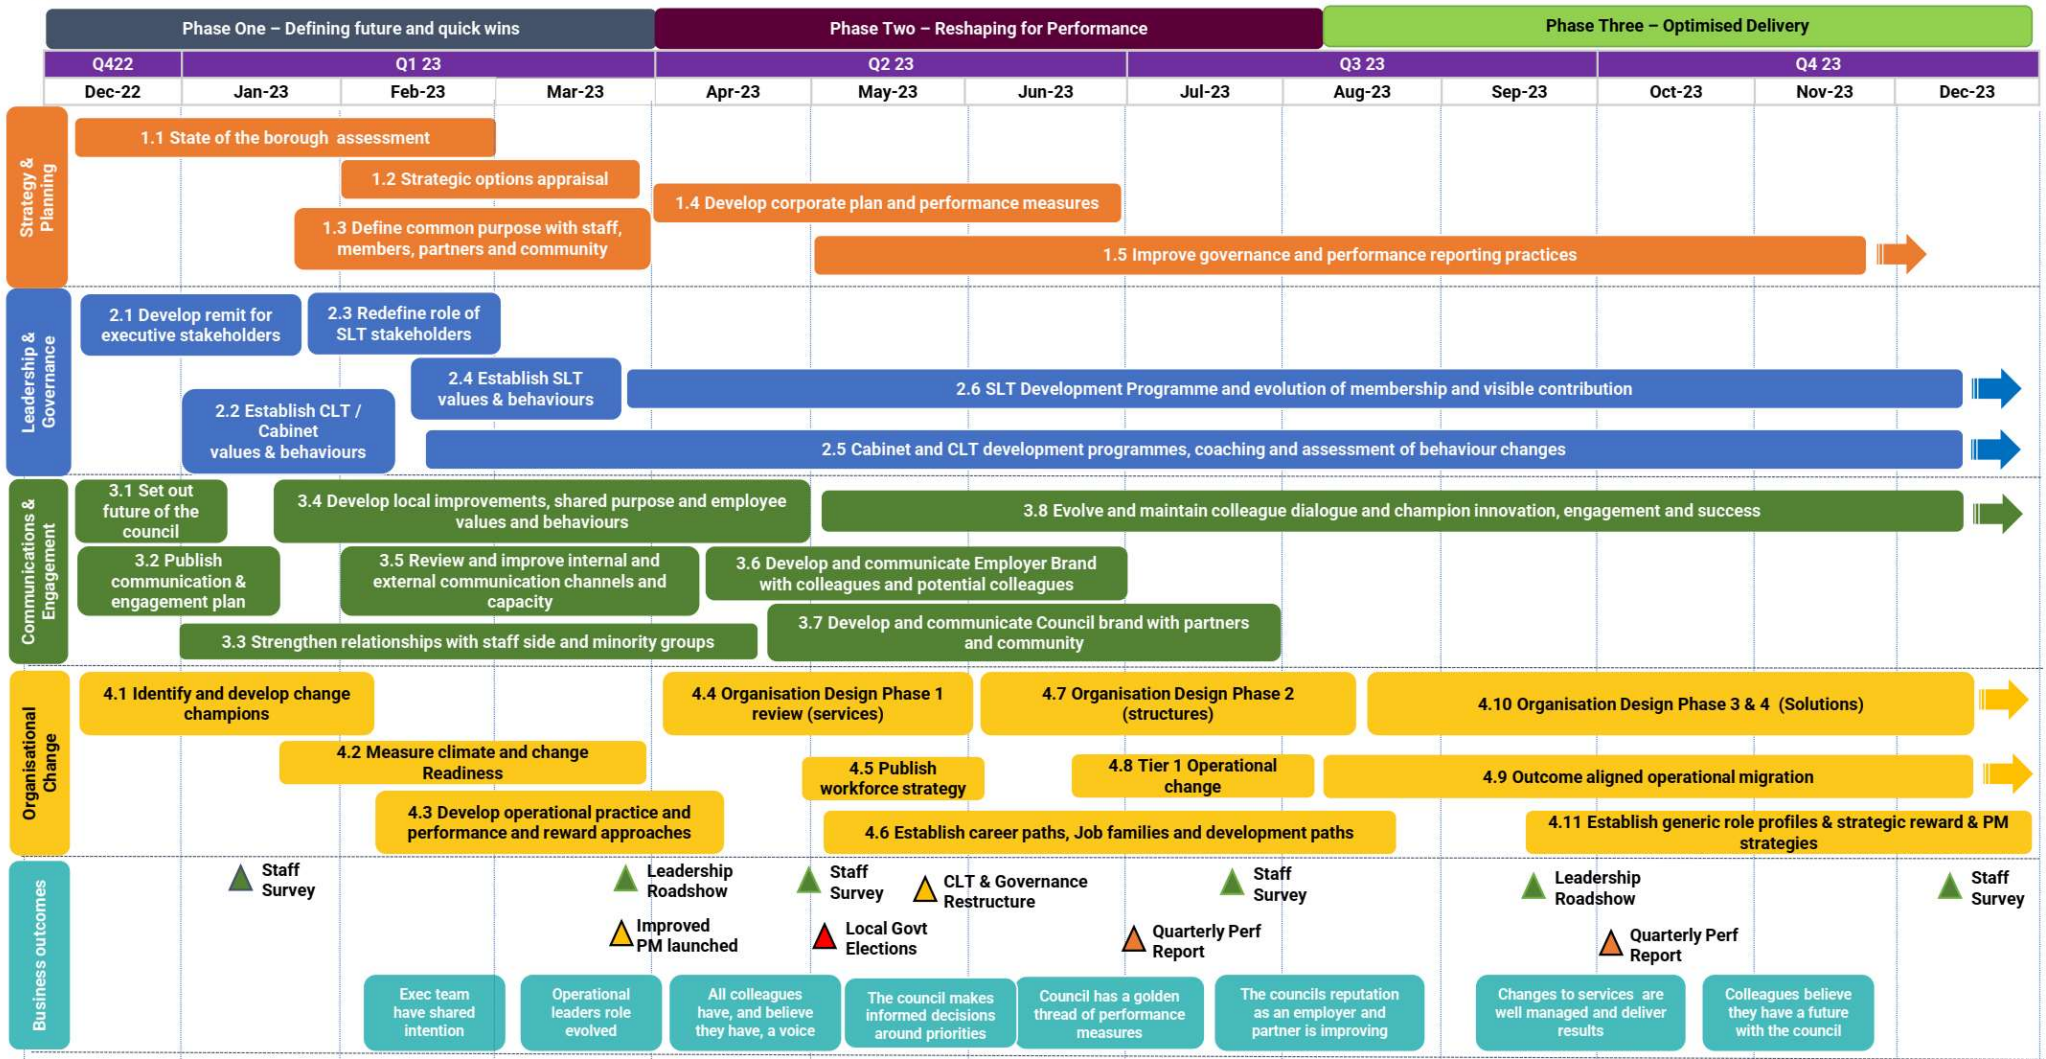 Phase One – Defining future and quick wins
Phase Two – Reshaping for Performance
Phase Three – Optimised Delivery
Q422
Q1 23
Q2 23
Q3 23
Q4 23
Dec-22
Jan-23
Feb-23
Mar-23
Apr-23
May-23
Jun-23
Jul-23
Aug-23
Sep-23
Oct-23
Nov-23
Dec-23
Strategy &
Planning
1.1 State of the borough assessment
1.2 Strategic options appraisal
1.3 Define common purpose with staff,
members, partners and community
1.4 Develop corporate plan and performance measures
1.5 Improve governance and performance reporting practices
Leadership &
Governance
2.1 Develop remit for
executive stakeholders
2.3 Redefine role of
SLT stakeholders
2.4 Establish SLT
values & behaviours
2.6 SLT Development Programme and evolution of membership and visible contribution
2.2 Establish CLT /
Cabinet
values & behaviours
2.5 Cabinet and CLT development programmes, coaching and assessment of behaviour changes
Communications &
Engagement
3.1 Set out
future of the
council
3.4 Develop local improvements, shared purpose and employee
values and behaviours
3.8 Evolve and maintain colleague dialogue and champion innovation, engagement and success
3.2 Publish
communication &
engagement plan
3.5 Review and improve internal and
external communication channels and
capacity
3.6 Develop and communicate Employer Brand
with colleagues and potential colleagues
3.3 Strengthen relationships with staff side and minority groups
3.7 Develop and communicate Council brand with partners
and community
Organisational
Change
4.1 Identify and develop change
champions
4.4 Organisation Design Phase 1
review (services)
4.7 Organisation Design Phase 2
(structures)
4.10 Organisation Design Phase 3 & 4 (Solutions)
4.2 Measure climate and change
Readiness
4.5 Publish
workforce strategy
4.8 Tier 1 Operational
change
4.9 Outcome aligned operational migration
4.3 Develop operational practice and
performance and reward approaches
4.6 Establish career paths, Job families and development paths
4.11 Establish generic role profiles & strategic reward & PM
strategies
Business outcomes
Staff
Survey
Leadership
Roadshow
Staff
Survey
CLT & Governance
Restructure
Staff
Survey
Leadership
Roadshow
Staff
Survey
Improved
PM launched
Local Govt
Elections
Quarterly Perf
Report
Quarterly Perf
Report
Exec team
have shared
intention
Operational
leaders role
evolved
All colleagues
have, and believe
they have, a voice
The council makes
informed decisions
around priorities
Council has a golden
thread of performance
measures
The councils reputation
as an employer and
partner is improving
Changes to services are
well managed and deliver
results
Colleagues believe
they have a future
with the council